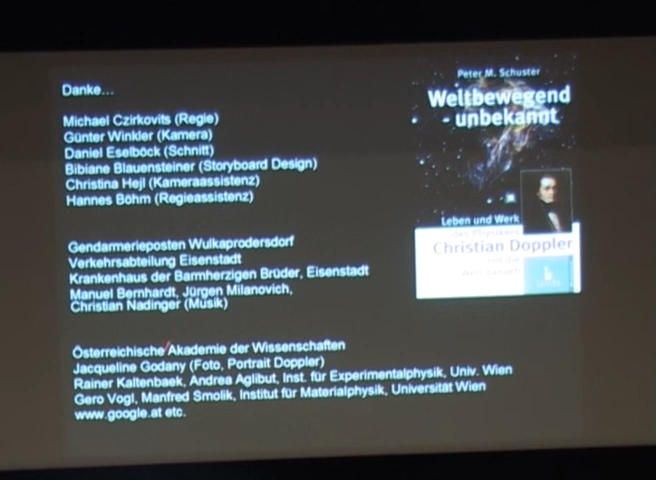 Danke...
Michael Czirkovits (Regie)
Günter Winkler (Kamera)
Daniel Eselböck (Schnitt)
Bibiane Blauensteiner (Storyboard Design)
Christina Hejl (Kameraassistenz)
Hannes Böhm (Regieassistenz)
Gendarmerieposten Wulkaprodersdorf
Verkehrsabteilung Eisenstadt
Krankenhaus der Barmherzigen Brüder, Eisenstadt
Manuel Bernhardt, Jürgen Milanovich,
Christian Nadinger (Musik)
Österreichische Akademie der Wissenschaften
Jacqueline Godany (Foto, Portrait Doppler)
Rainer Kaltenbaek, Andrea Aglibut, Inst. für Experimentalphysik, Univ. Wien
Gero Vogl, Manfred Smolik, Institut für Materialphysik, Universität Wien
www.google.at etc.
Peter M. Schuster
Weltbewegend
unbekannt
Leben und Werk
des Physikers
Christian Doppler